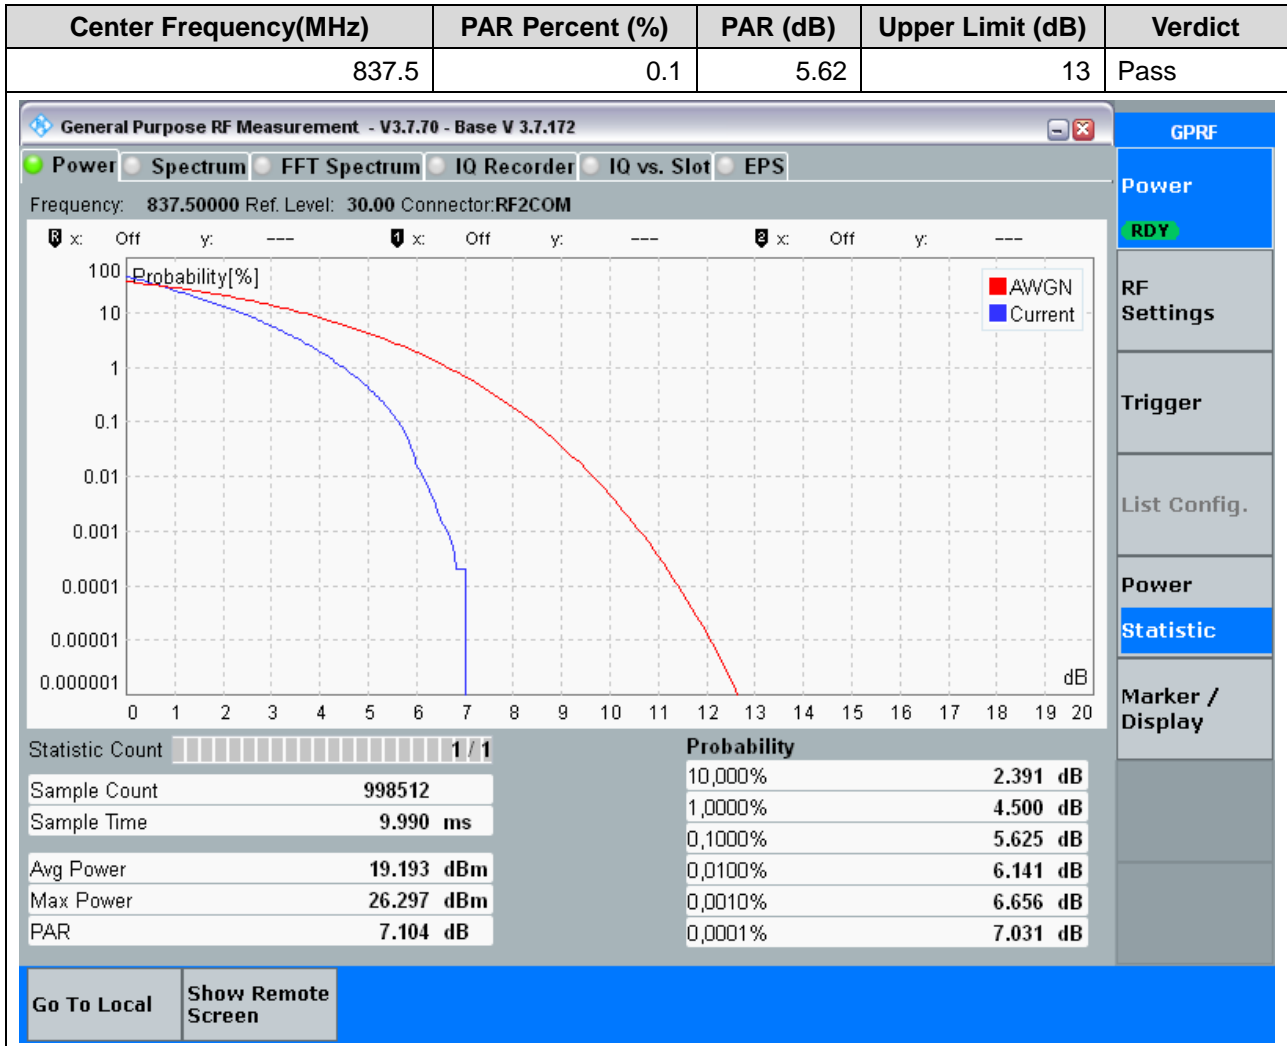 Center Frequency(MHz) PAR Percent (%) PAR (dB) Upper Limit (dB) Verdict
837.5 0.1 5.62 13 Pass
General Purpose RF Measurement - V3.7.70 - Base V 3.7.172
GPRF
Power Spectrum FFT Spectrum IQ Recorder IQ vs. Slot EPS
Power
RDY
Frequency: 837.50000 Ref. Level: 30.00 Connector:RF2COM
R x: Off y: --- 1 x: Off y: --- 2 x: Off y: ---
Probability[%]
AWGN
Current
100
10
1
0.1
0.01
0.001
0.0001
0.00001
0.000001
dB
0 1 2 3 4 5 6 7 8 9 10 11 12 13 14 15 16 17 18 19 20
RF
Settings
Trigger
List Config.
Power
Statistic
Marker /
Display
Statistic Count 1 / 1
Sample Count 998512
Sample Time 9.990 ms
Avg Power 19.193 dBm
Max Power 26.297 dBm
PAR 7.104 dB
Probability
10,000% 2.391 dB
1,0000% 4.500 dB
0,1000% 5.625 dB
0,0100% 6.141 dB
0,0010% 6.656 dB
0,0001% 7.031 dB
Go To Local
Show Remote
Screen